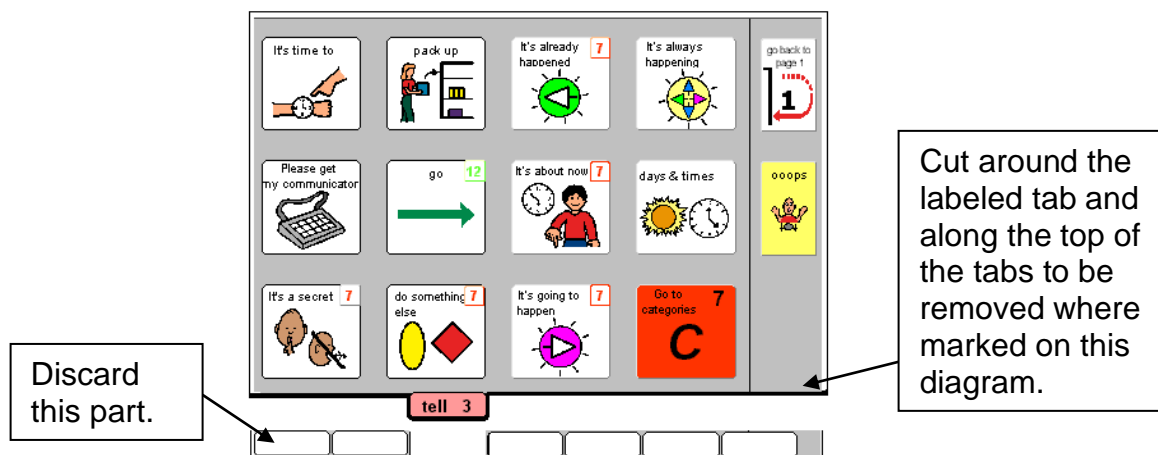 It's time to
pack up
It's already 7
happened
It's always
happening
go back to
page 1
1
Please get
my communicator
go 12
It's about now 7
days & times
ooops
It's a secret 7
do something 7
else
It's going to 7
happen
Go to 7
categories
C
tell 3
Discard
this part.
Cut around the
labeled tab and
along the top of
the tabs to be
removed where
marked on this
diagram.